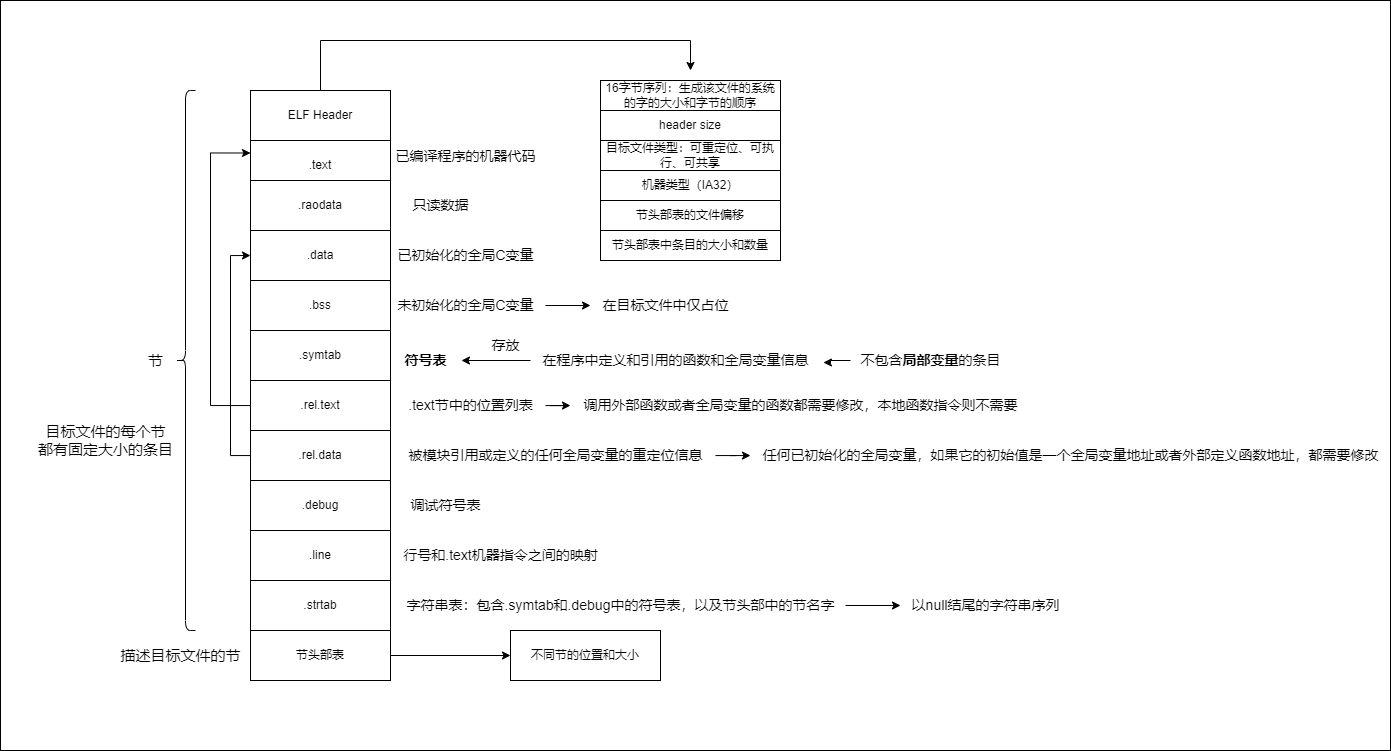 16字节序列：生成该文件的系统
的字的大小和字节的顺序
header size
目标文件类型：可重定位、可执
行、可共享
机器类型（IA32）
节头部表的文件偏移
节头部表中条目的大小和数量
ELF Header
.text
已编译程序的机器代码
.raodata
只读数据
.data
已初始化的全局C变量
.bss
未初始化的全局C变量
在目标文件中仅占位
节
.symtab
符号表
存放
在程序中定义和引用的函数和全局变量信息
不包含局部变量的条目
.rel.text
.text节中的位置列表
调用外部函数或者全局变量的函数都需要修改，本地函数指令则不需要
目标文件的每个节
都有固定大小的条目
.rel.data
被模块引用或定义的任何全局变量的重定位信息
任何已初始化的全局变量，如果它的初始值是一个全局变量地址或者外部定义函数地址，都需要修改
.debug
调试符号表
.line
行号和.text机器指令之间的映射
.strtab
字符串表：包含.symtab和.debug中的符号表，以及节头部中的节名字
以null结尾的字符串序列
描述目标文件的节
节头部表
不同节的位置和大小